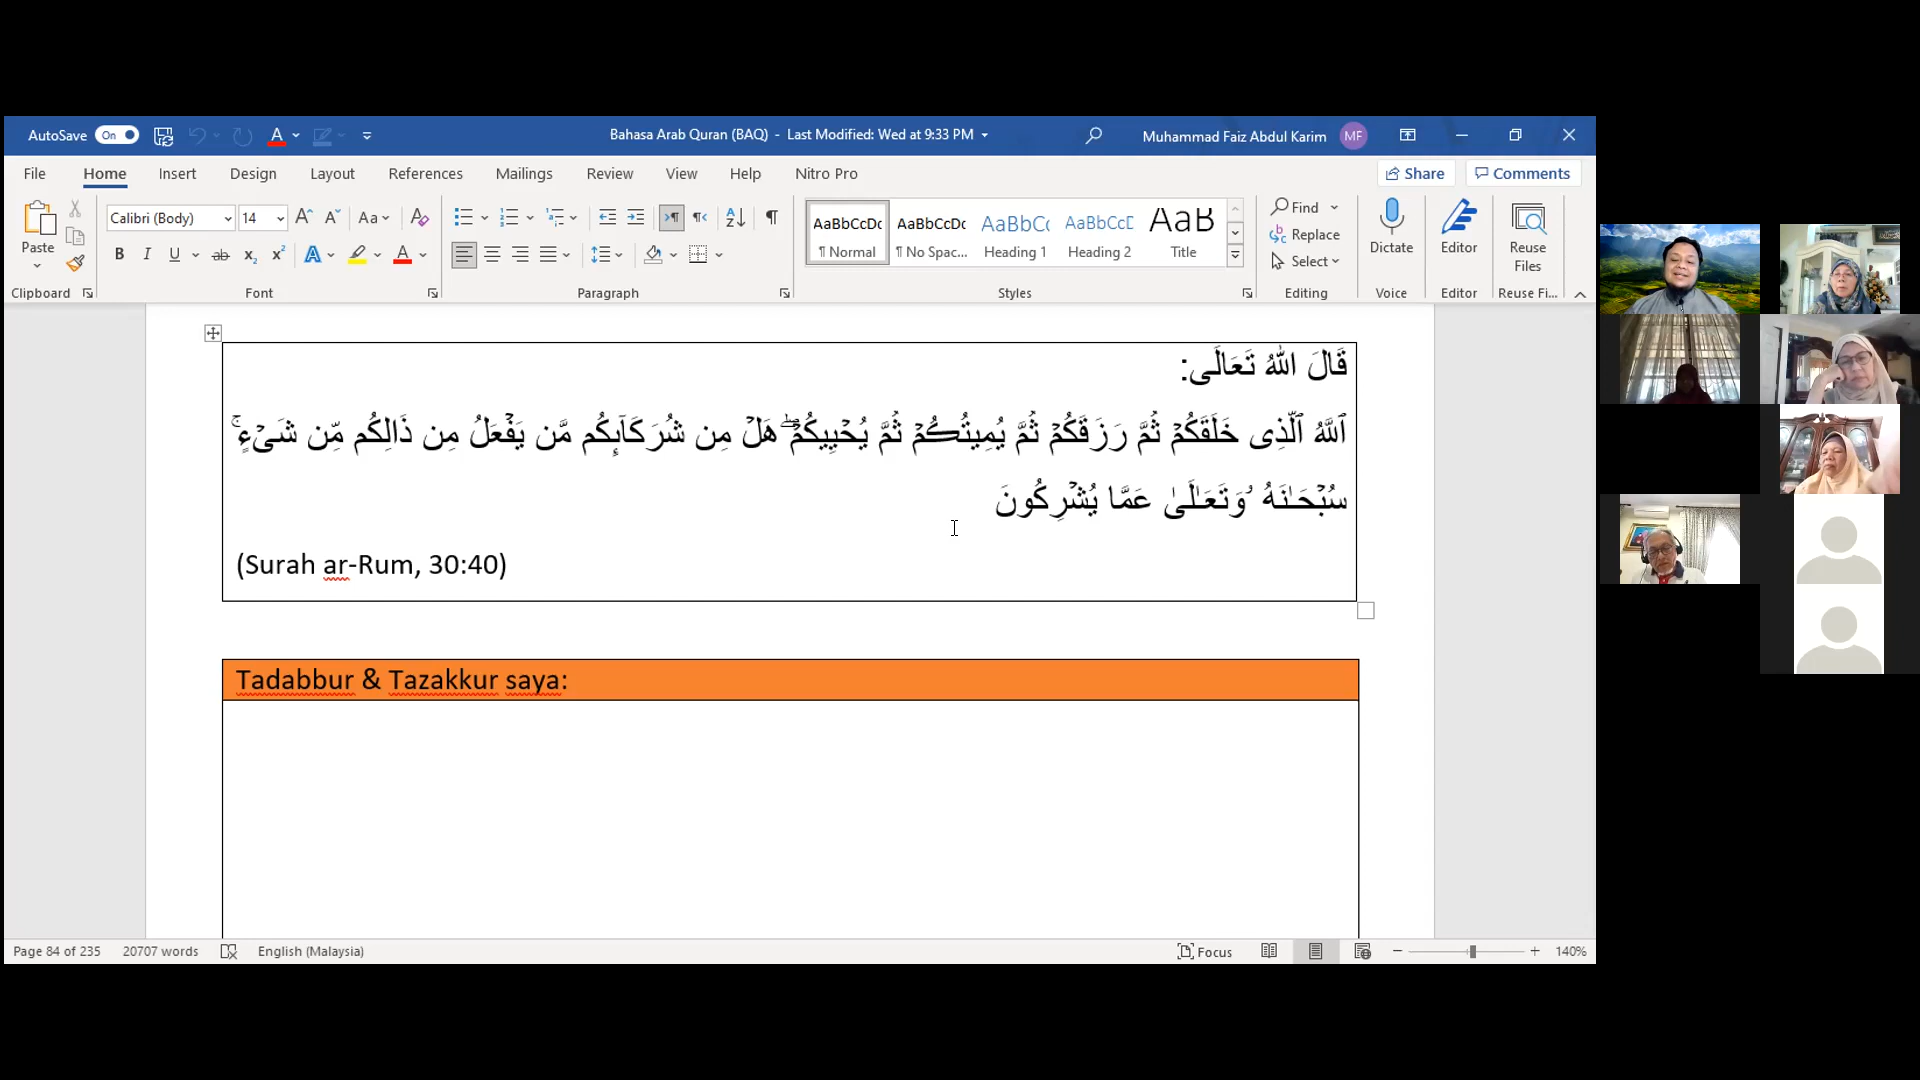 AutoSave On
Bahasa Arab Quran (BAQ) - Last Modified: Wed at 9:33 PM
Muhammad Faiz Abdul Karim MF
File Home Insert Design Layout References Mailings Review View Help Nitro Pro
Share Comments
Paste
Calibri (Body) 14
Clipboard Font Paragraph
AaBbCcDc AaBbCcDc AaBbCc AaBbCcD AaB
¶ Normal ¶ No Spac... Heading 1 Heading 2 Title
Styles
Find
Replace
Select
Editing
Dictate
Voice
Editor
Editor
Reuse
Files
Reuse Fi...
قَالَ اللهُ تَعَالَى:
ٱللَّهُ ٱلَّذِى خَلَقَكُمْ ثُمَّ رَزَقَكُمْ ثُمَّ يُمِيتُكُمْ ثُمَّ يُحْيِيكُمْ ۖ هَلْ مِن شُرَكَآئِكُم مَّن يَفْعَلُ مِن ذَالِكُم مِّن شَىْءٍ ۚ
سُبْحَـٰنَهُۥ وَتَعَـٰلَىٰ عَمَّا يُشْرِكُونَ
(Surah ar-Rum, 30:40)
Tadabbur & Tazakkur saya:
Page 84 of 235 20707 words English (Malaysia)
Focus 140%